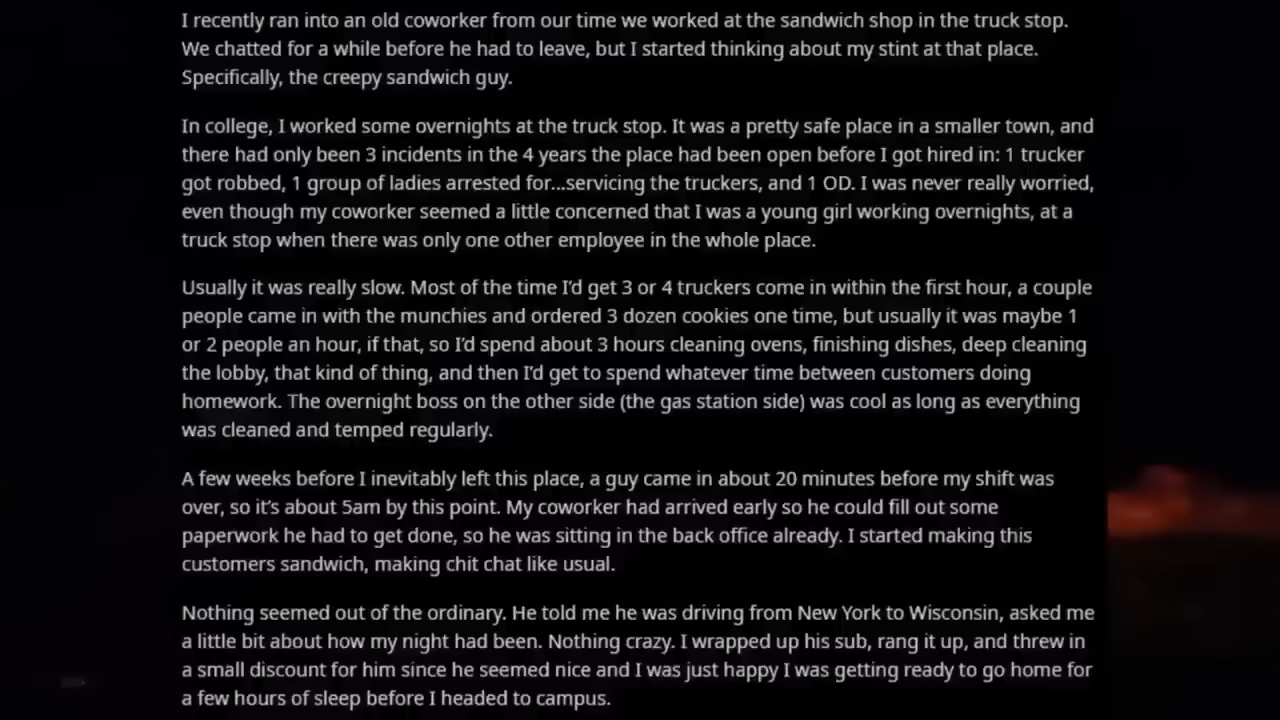 I recently ran into an old coworker from our time we worked at the sandwich shop in the truck stop.
We chatted for a while before he had to leave, but I started thinking about my stint at that place.
Specifically, the creepy sandwich guy.
In college, I worked some overnights at the truck stop. It was a pretty safe place in a smaller town, and
there had only been 3 incidents in the 4 years the place had been open before I got hired in: 1 trucker
got robbed, 1 group of ladies arrested for...servicing the truckers, and 1 OD. I was never really worried,
even though my coworker seemed a little concerned that I was a young girl working overnights, at a
truck stop when there was only one other employee in the whole place.
Usually it was really slow. Most of the time I’d get 3 or 4 truckers come in within the first hour, a couple
people came in with the munchies and ordered 3 dozen cookies one time, but usually it was maybe 1
or 2 people an hour, if that, so I’d spend about 3 hours cleaning ovens, finishing dishes, deep cleaning
the lobby, that kind of thing, and then I’d get to spend whatever time between customers doing
homework. The overnight boss on the other side (the gas station side) was cool as long as everything
was cleaned and temped regularly.
A few weeks before I inevitably left this place, a guy came in about 20 minutes before my shift was
over, so it’s about 5am by this point. My coworker had arrived early so he could fill out some
paperwork he had to get done, so he was sitting in the back office already. I started making this
customers sandwich, making chit chat like usual.
Nothing seemed out of the ordinary. He told me he was driving from New York to Wisconsin, asked me
a little bit about how my night had been. Nothing crazy. I wrapped up his sub, rang it up, and threw in
a small discount for him since he seemed nice and I was just happy I was getting ready to go home for
a few hours of sleep before I headed to campus.